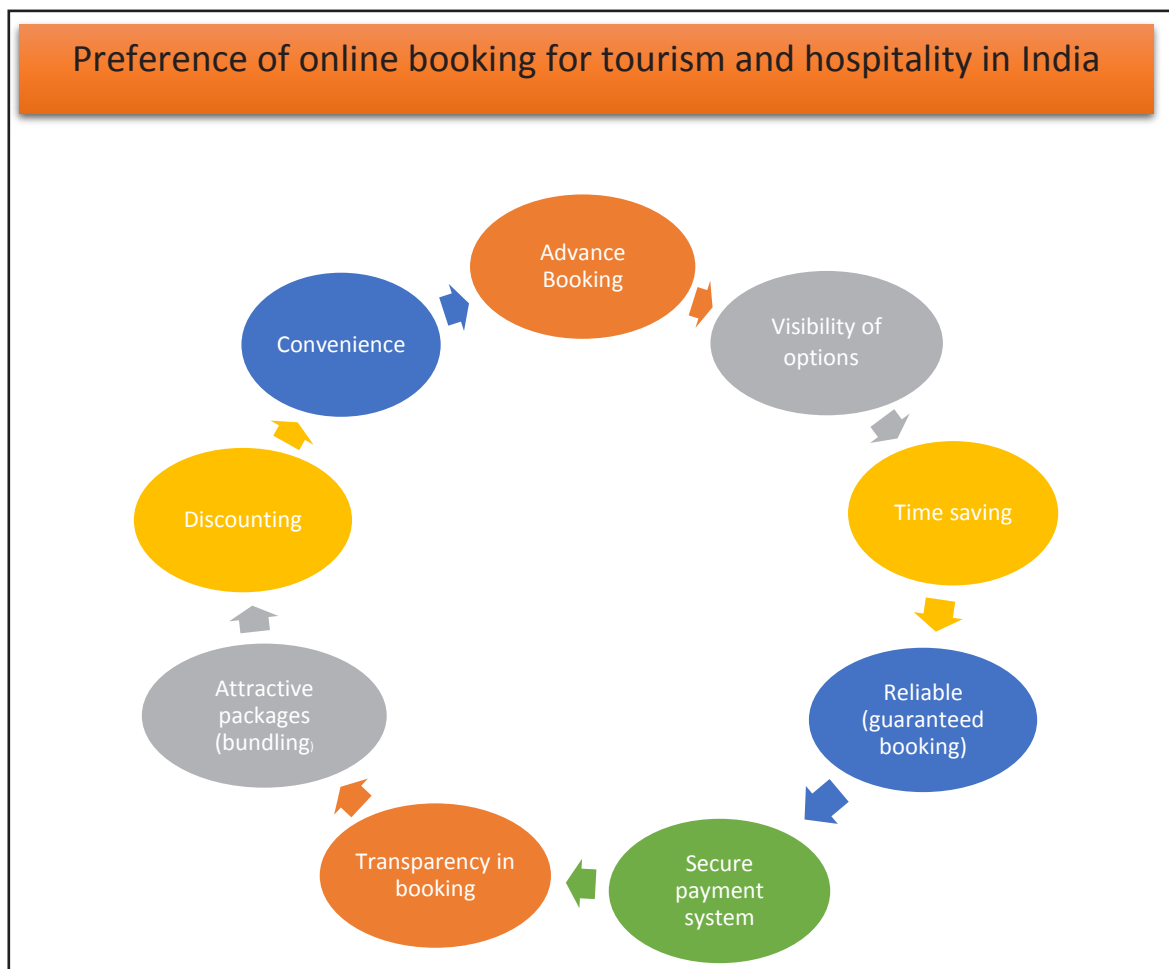 Preference of online booking for tourism and hospitality in India
Advance
Booking
Visibility of
options
Time saving
Reliable
(guaranteed
booking)
Secure
payment
system
Transparency in
booking
Attractive
packages
(bundling)
Discounting
Convenience